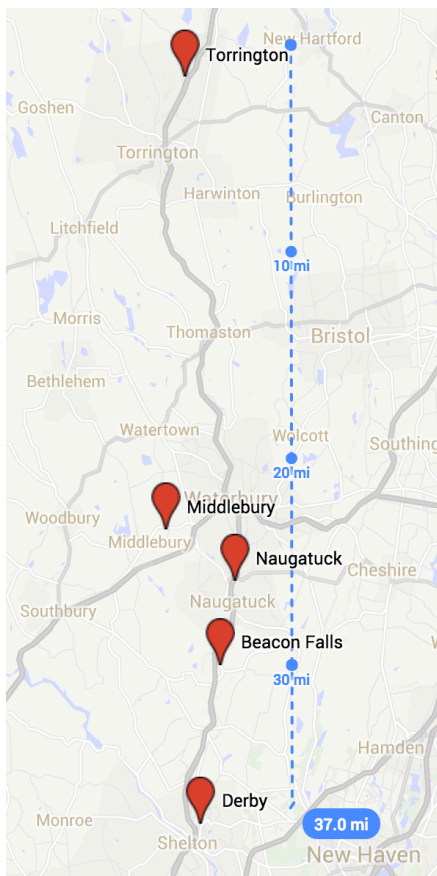 New Hartford
Torrington
Goshen
Canton
Torrington
Harwinton
Burlington
Litchfield
10 mi
Morris
Thomaston
Bristol
Bethlehem
Watertown
Wolcott
Southing
20 mi
Waterbury
Middlebury
Woodbury
Middlebury
Naugatuck
Cheshire
Southbury
Naugatuck
Beacon Falls
30 mi
Hamden
Derby
Monroe
37.0 mi
Shelton
New Haven